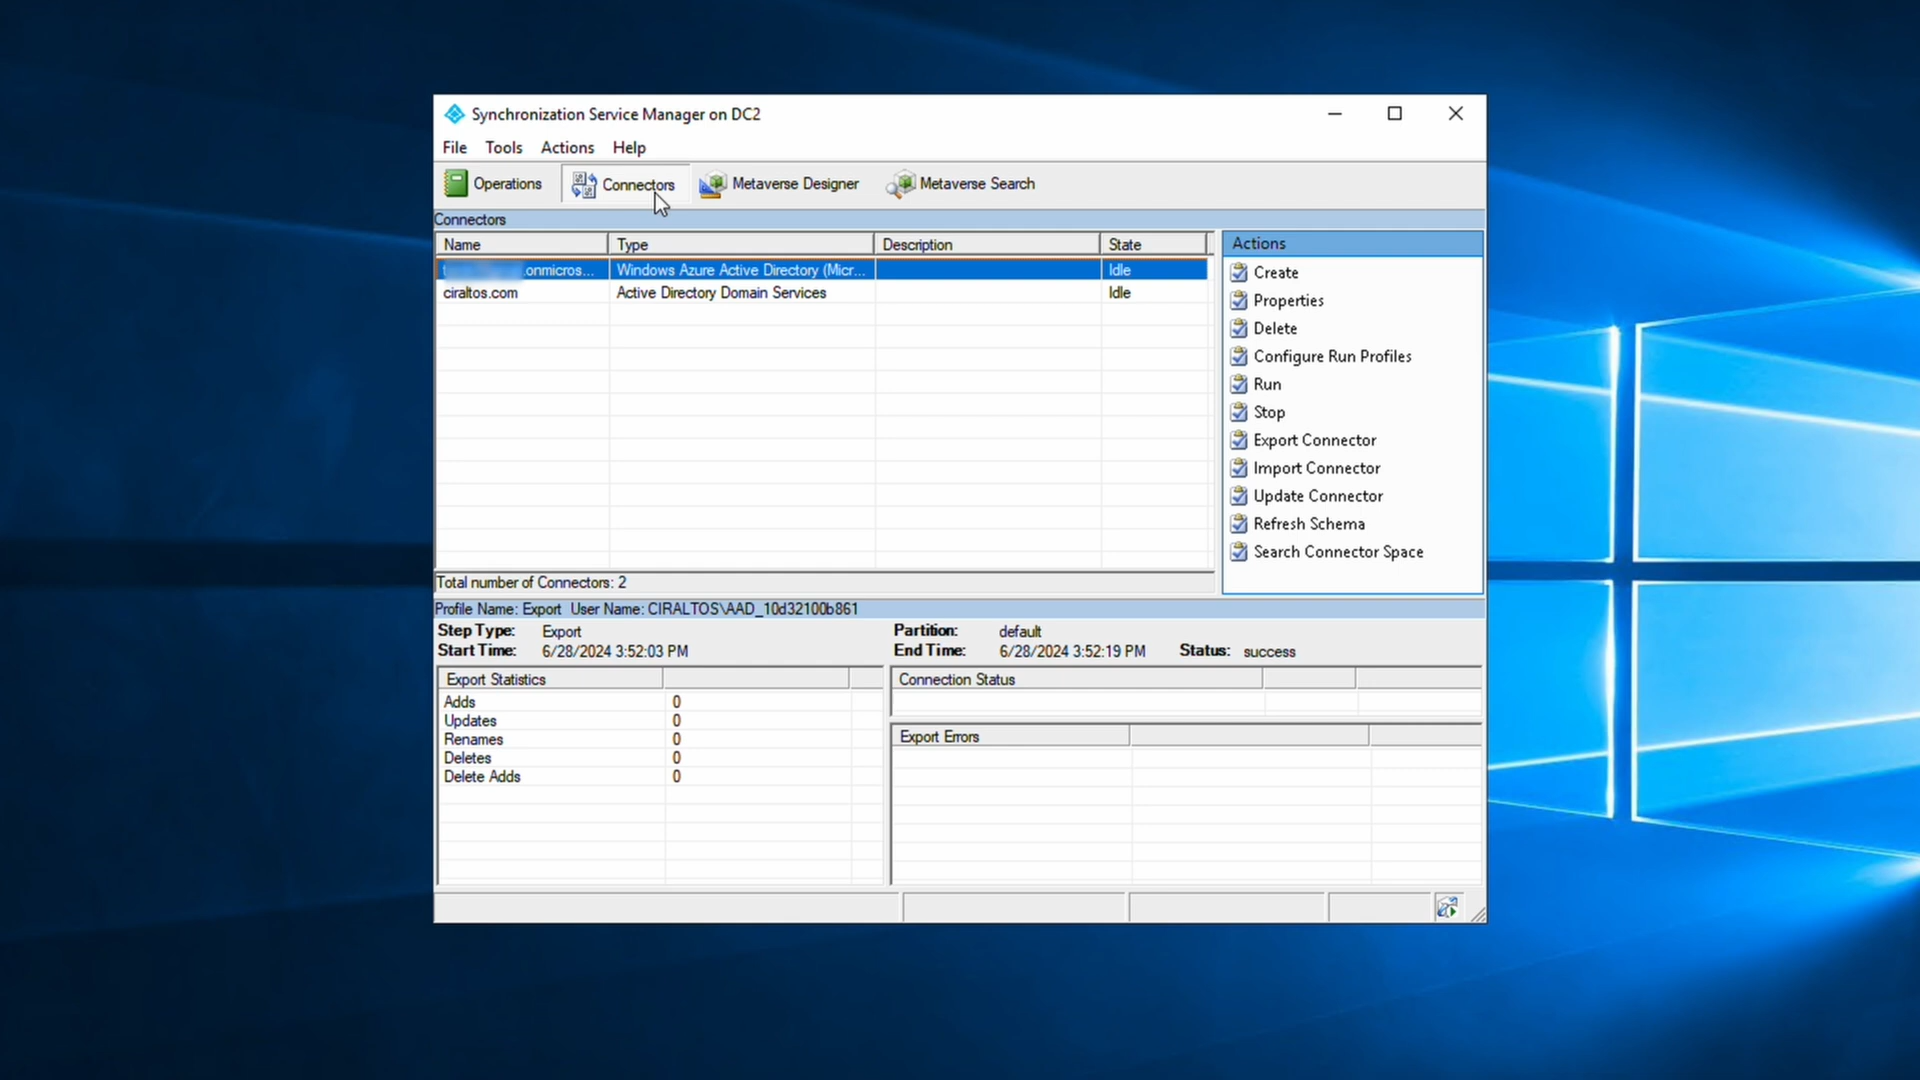 Synchronization Service Manager on DC2
File Tools Actions Help
Operations Connectors Metaverse Designer Metaverse Search
Connectors
Name Type Description State
.onmicros... Windows Azure Active Directory (Micr... Idle
ciraltos.com Active Directory Domain Services Idle
Total number of Connectors: 2
Actions
Create
Properties
Delete
Configure Run Profiles
Run
Stop
Export Connector
Import Connector
Update Connector
Refresh Schema
Search Connector Space
Profile Name: Export User Name: CIRALTOS\AAD_10d32100b861
Step Type: Export
Start Time: 6/28/2024 3:52:03 PM
Partition: default
End Time: 6/28/2024 3:52:19 PM Status: success
Export Statistics
Adds 0
Updates 0
Renames 0
Deletes 0
Delete Adds 0
Connection Status
Export Errors